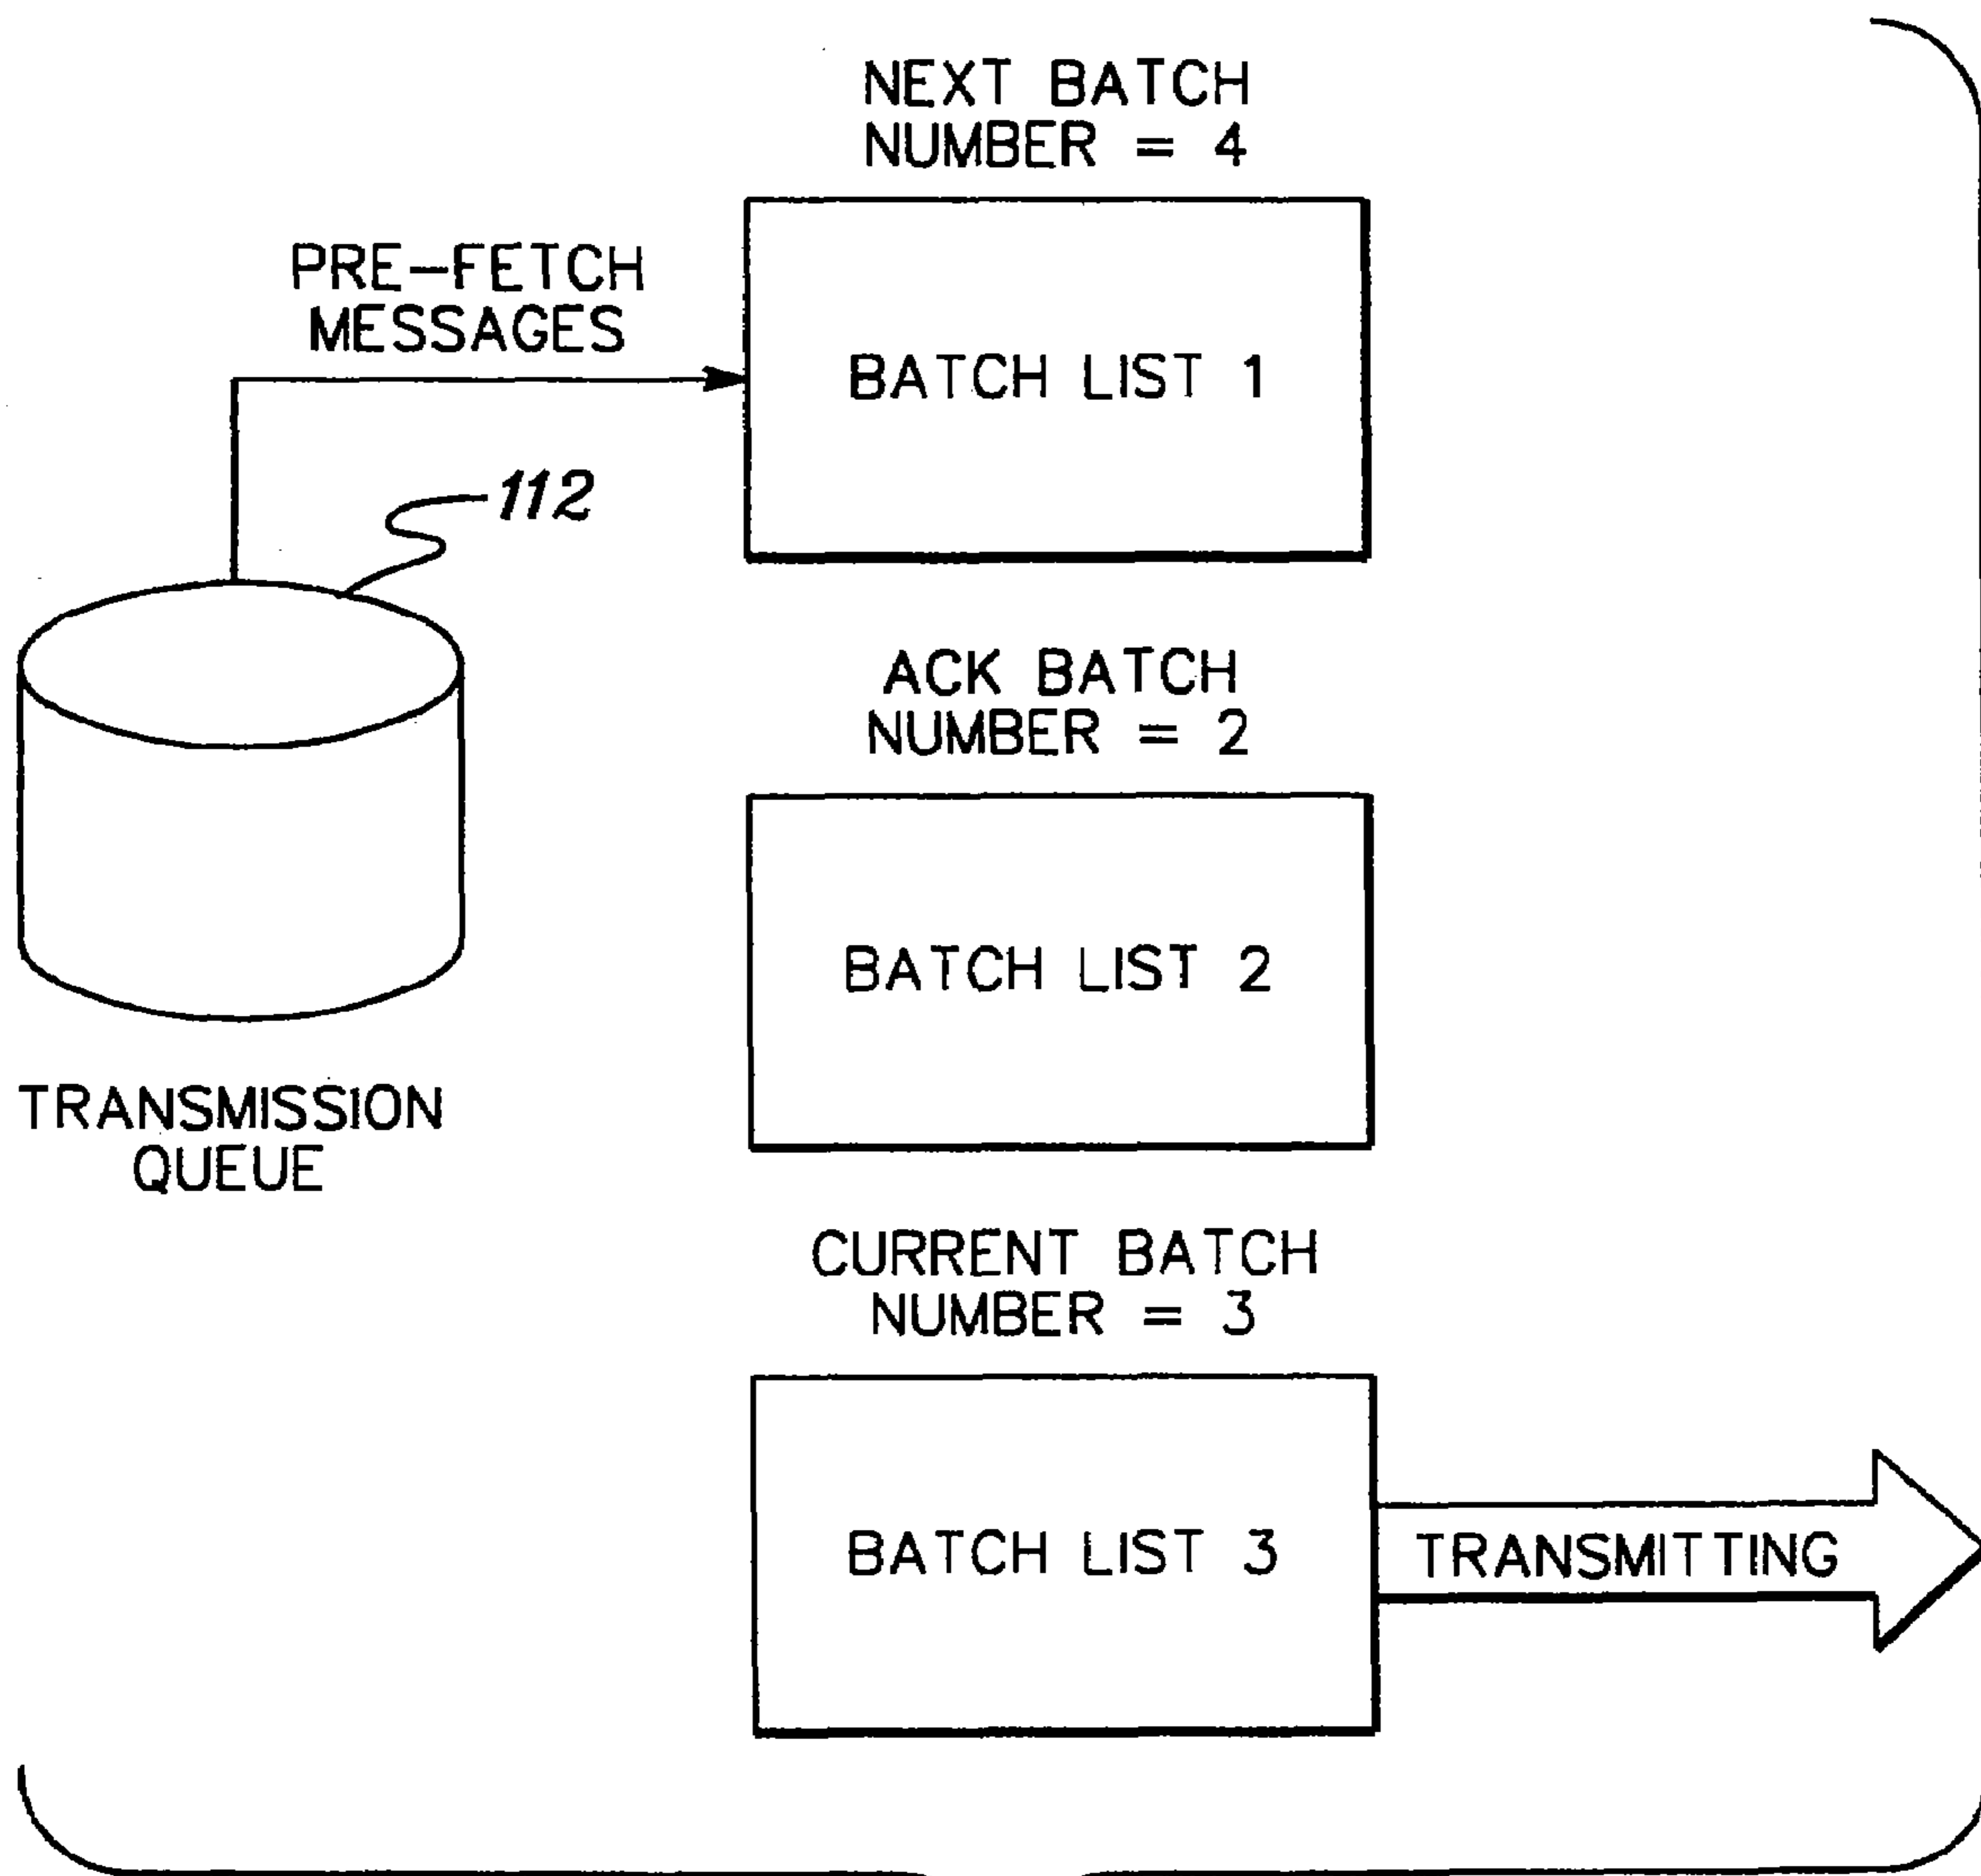 NEXT BATCH
NUMBER = 4
PRE-FETCH
MESSAGES
BATCH LIST 1
112
ACK BATCH
NUMBER = 2
BATCH LIST 2
TRANSMISSION
QUEUE
CURRENT BATCH
NUMBER = 3
BATCH LIST 3
TRANSMITTING